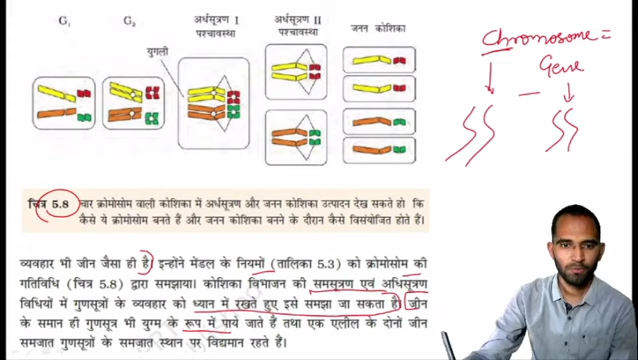 G₁
G₂
अर्धसूत्रण I
पश्चावस्था
अर्धसूत्रण II
पश्चावस्था
जनन कोशिका
युगली
Chromosome =
Gene
चित्र 5.8 चार क्रोमोसोम वाली कोशिका में अर्धसूत्रण और जनन कोशिका उत्पादन देख सकते हो कि
कैसे ये क्रोमोसोम बनते हैं और जनन कोशिका बनने के दौरान कैसे विसंयोजित होते हैं।
व्यवहार भी जीन जैसा ही है। इन्होंने मेंडल के नियमों (तालिका 5.3) को क्रोमोसोम की
गतिविधि (चित्र 5.8) द्वारा समझाया। कोशिका विभाजन की समसूत्रण एवं अर्धसूत्रण
विधियों में गुणसूत्रों के व्यवहार को ध्यान में रखते हुए इसे समझा जा सकता है। जीन
के समान ही गुणसूत्र भी युग्म के रूप में पाये जाते हैं तथा एक एलील के दोनों जीन
समजात गुणसूत्रों के समजात स्थान पर विद्यमान रहते हैं।